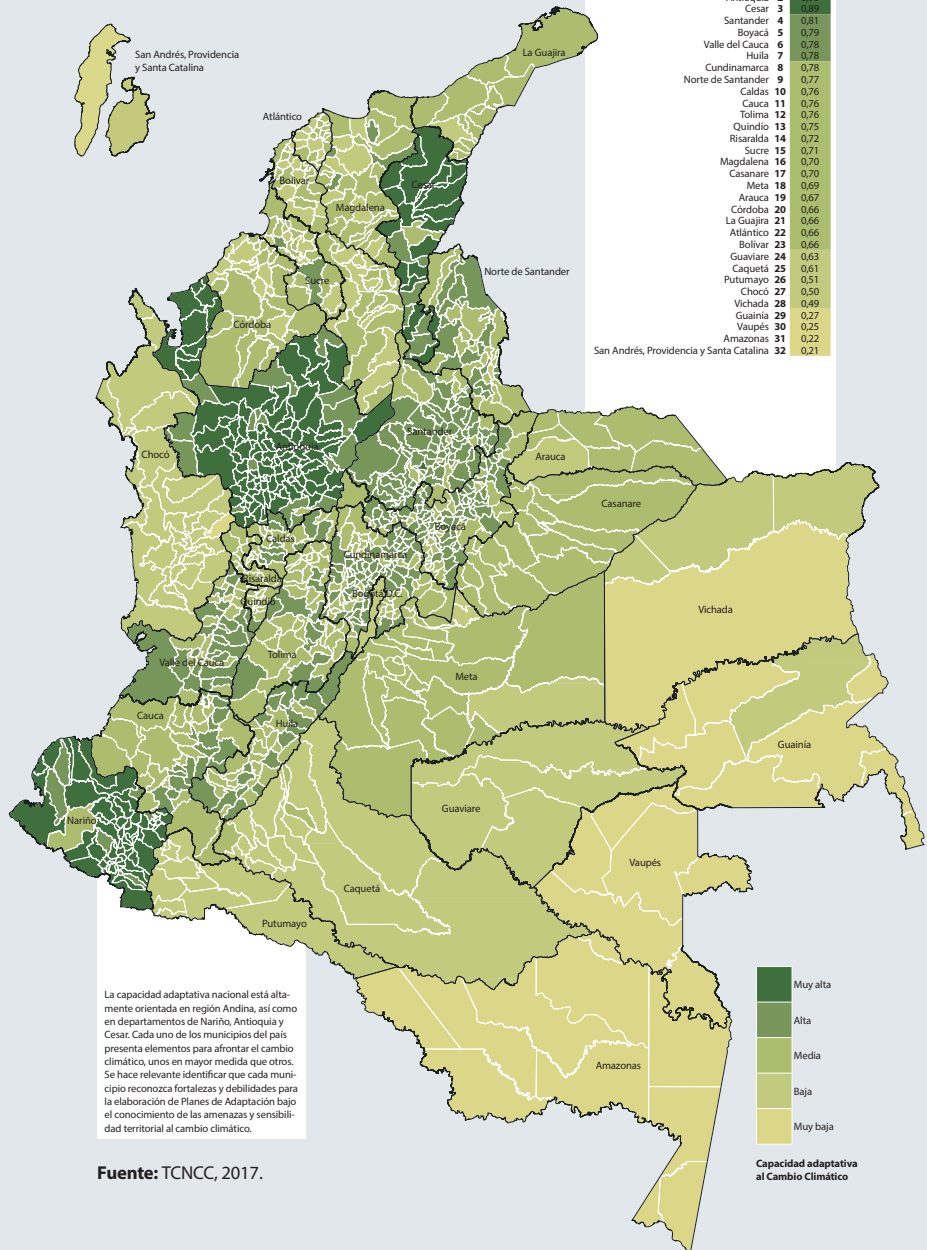 Cesar 3 0,89
Santander 4 0,81
Boyacá 5 0,79
Valle del Cauca 6 0,78
Huila 7 0,78
Cundinamarca 8 0,78
Norte de Santander 9 0,77
Caldas 10 0,76
Cauca 11 0,76
Tolima 12 0,76
Quindío 13 0,75
Risaralda 14 0,72
Sucre 15 0,71
Magdalena 16 0,70
Casanare 17 0,70
Meta 18 0,69
Arauca 19 0,67
Córdoba 20 0,66
La Guajira 21 0,66
Atlántico 22 0,66
Bolívar 23 0,66
Guaviare 24 0,63
Caquetá 25 0,61
Putumayo 26 0,51
Chocó 27 0,50
Vichada 28 0,49
Guainía 29 0,27
Vaupés 30 0,25
Amazonas 31 0,22
San Andrés, Providencia y Santa Catalina 32 0,21
San Andrés, Providencia
y Santa Catalina
La Guajira
Atlántico
Bolívar
Cesar
Magdalena
Norte de Santander
Sucre
Córdoba
Santander
Antioquia
Chocó
Arauca
Casanare
Boyacá
Caldas
Cundinamarca
Risaralda
Quindío
Bogotá D.C.
Vichada
Tolima
Valle del Cauca
Meta
Cauca
Huila
Guainía
Guaviare
Nariño
Vaupés
Caquetá
Putumayo
Amazonas
La capacidad adaptativa nacional está alta-
mente orientada en región Andina, así como
en departamentos de Nariño, Antioquia y
Cesar. Cada uno de los municipios del país
presenta elementos para afrontar el cambio
climático, unos en mayor medida que otros.
Se hace relevante identificar que cada muni-
cipio reconozca fortalezas y debilidades para
la elaboración de Planes de Adaptación bajo
el conocimiento de las amenazas y sensibili-
dad territorial al cambio climático.
Fuente: TCNCC, 2017.
Muy alta
Alta
Media
Baja
Muy baja
Capacidad adaptativa
al Cambio Climático